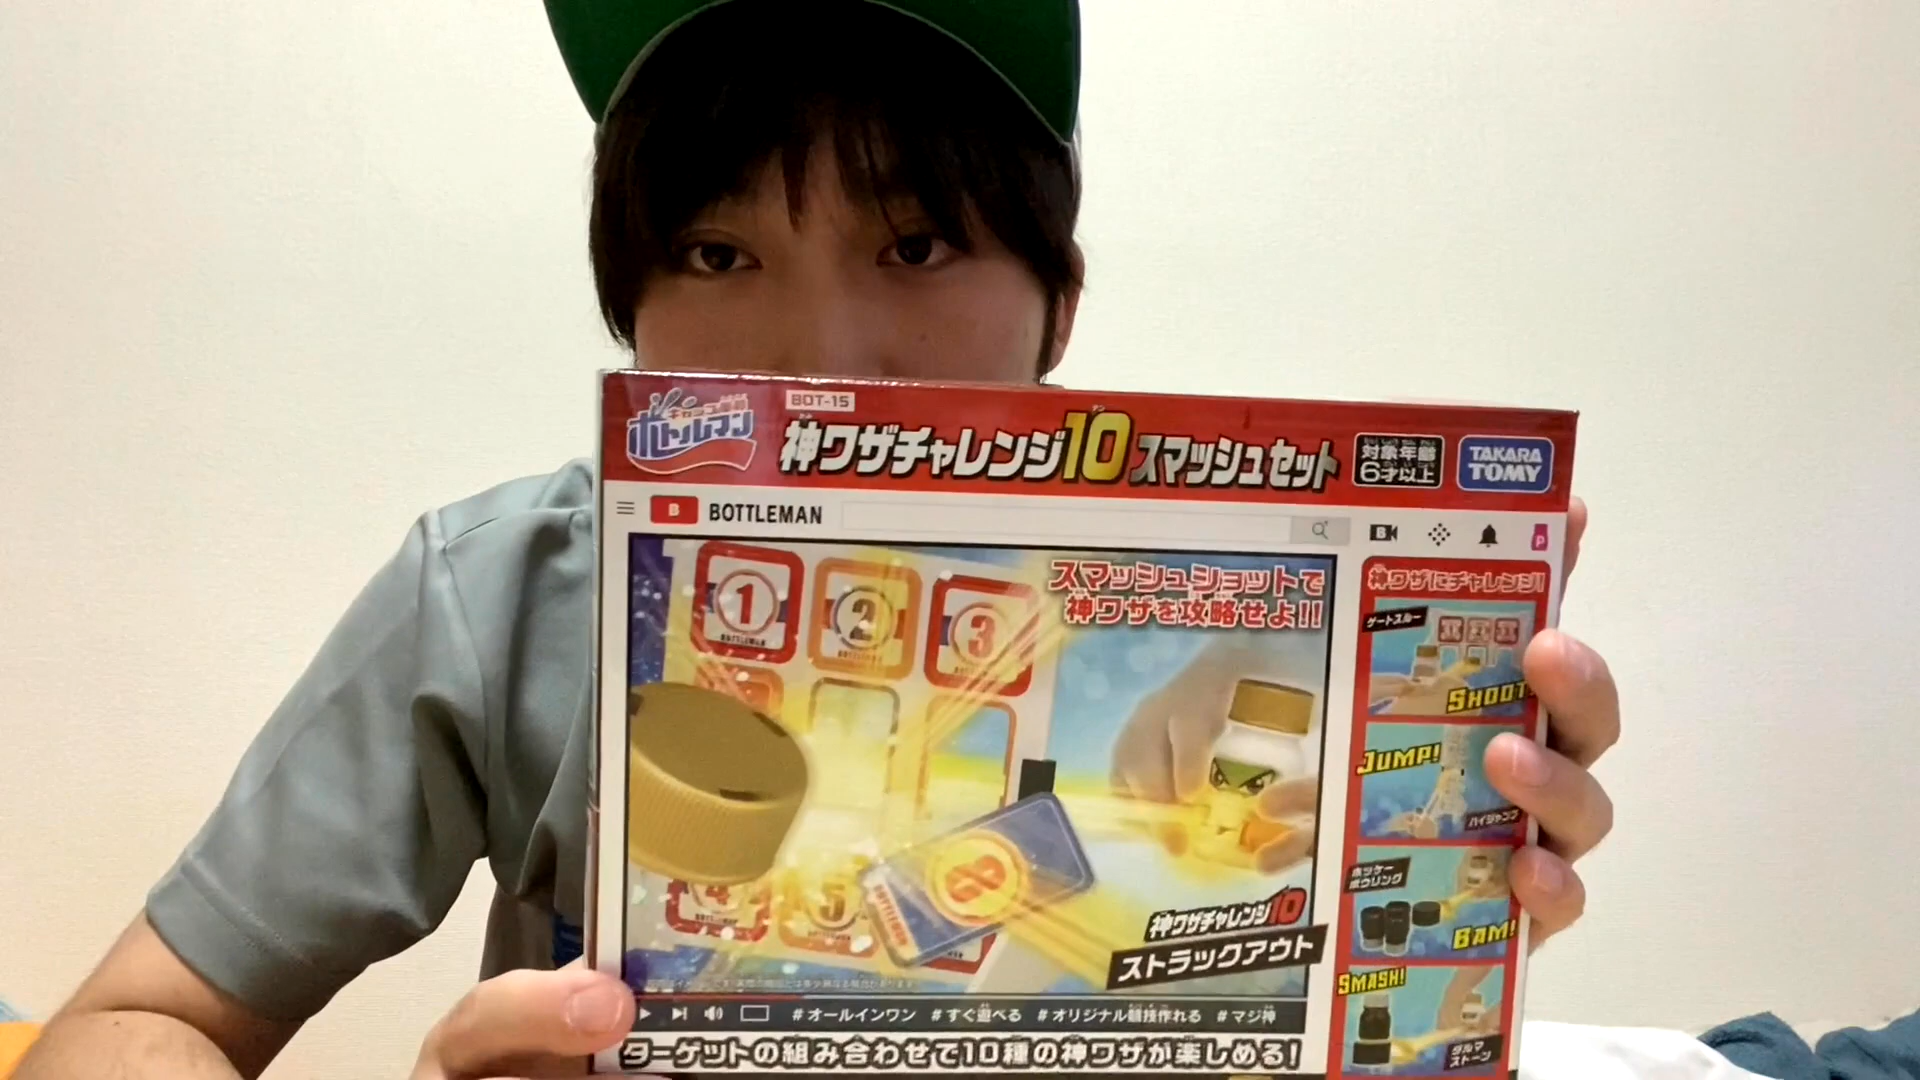 BOT-15
キャップ革命
ボトルマン
神ワザチャレンジ10 スマッシュセット
対象年齢
6才以上
TAKARA
TOMY
B BOTTLEMAN
スマッシュショットで
神ワザを攻略せよ!!
1
BOTTLEMAN
2
3
4
5
8
BOTTLEMAN
神ワザチャレンジ10
ストラックアウト
#オールインワン #すぐ遊べる #オリジナル競技作れる #マジ神
ターゲットの組み合わせで10種の神ワザが楽しめる!
神ワザにチャレンジ!
ゲートスルー
SHOOT!
JUMP!
ハイジャンプ
ホッケー
ボウリング
BAM!
SMASH!
ダルマ
ストーン